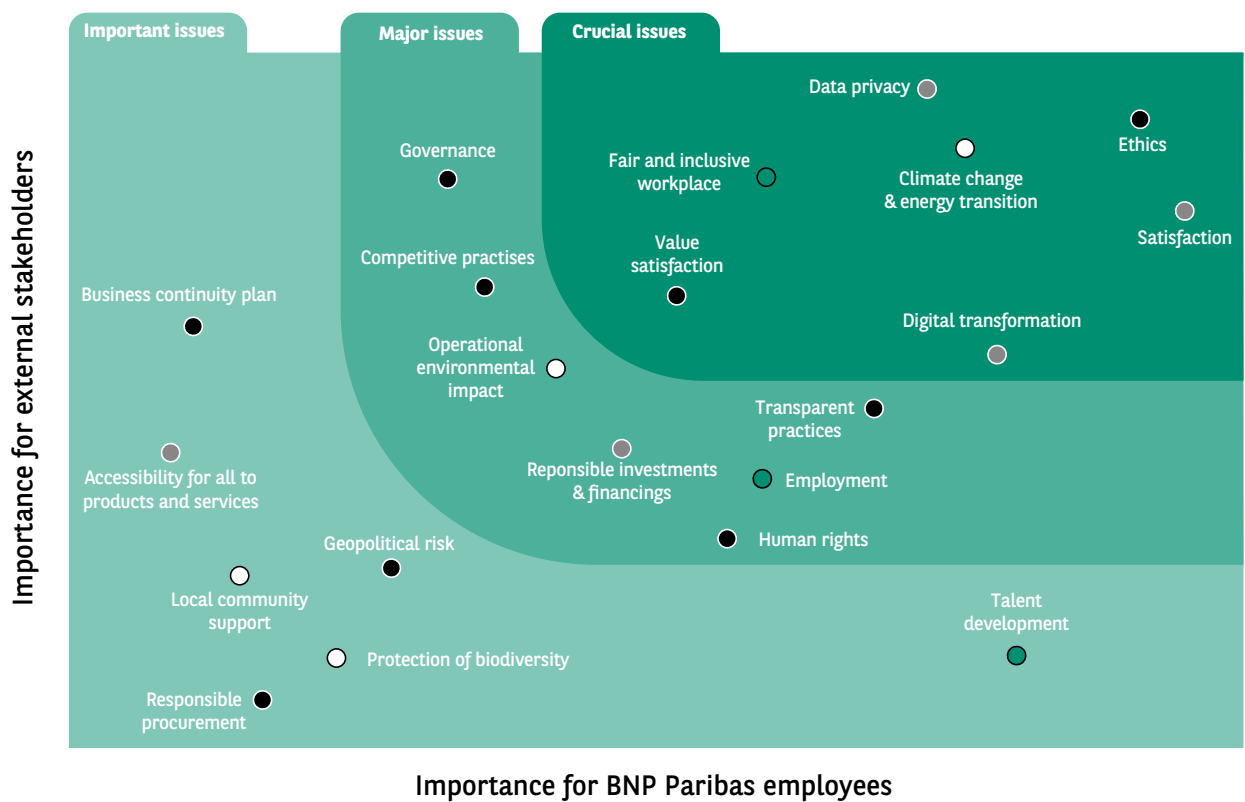 Important issues
Major issues
Crucial issues
Data privacy
Ethics
Governance
Fair and inclusive
workplace
Climate change
& energy transition
Satisfaction
Value
satisfaction
Competitive practises
Business continuity plan
Digital transformation
Operational
environmental
impact
Transparent
practices
Accessibility for all to
products and services
Reponsible investments
& financings
Employment
Human rights
Geopolitical risk
Local community
support
Talent
development
Protection of biodiversity
Responsible
procurement
Importance for external stakeholders
Importance for BNP Paribas employees